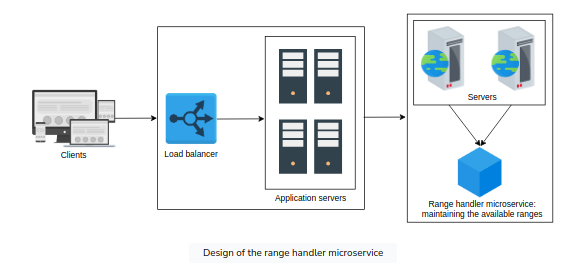 Servers
Clients
Load balancer
Application servers
Range handler microservice:
maintaining the available ranges
Design of the range handler microservice